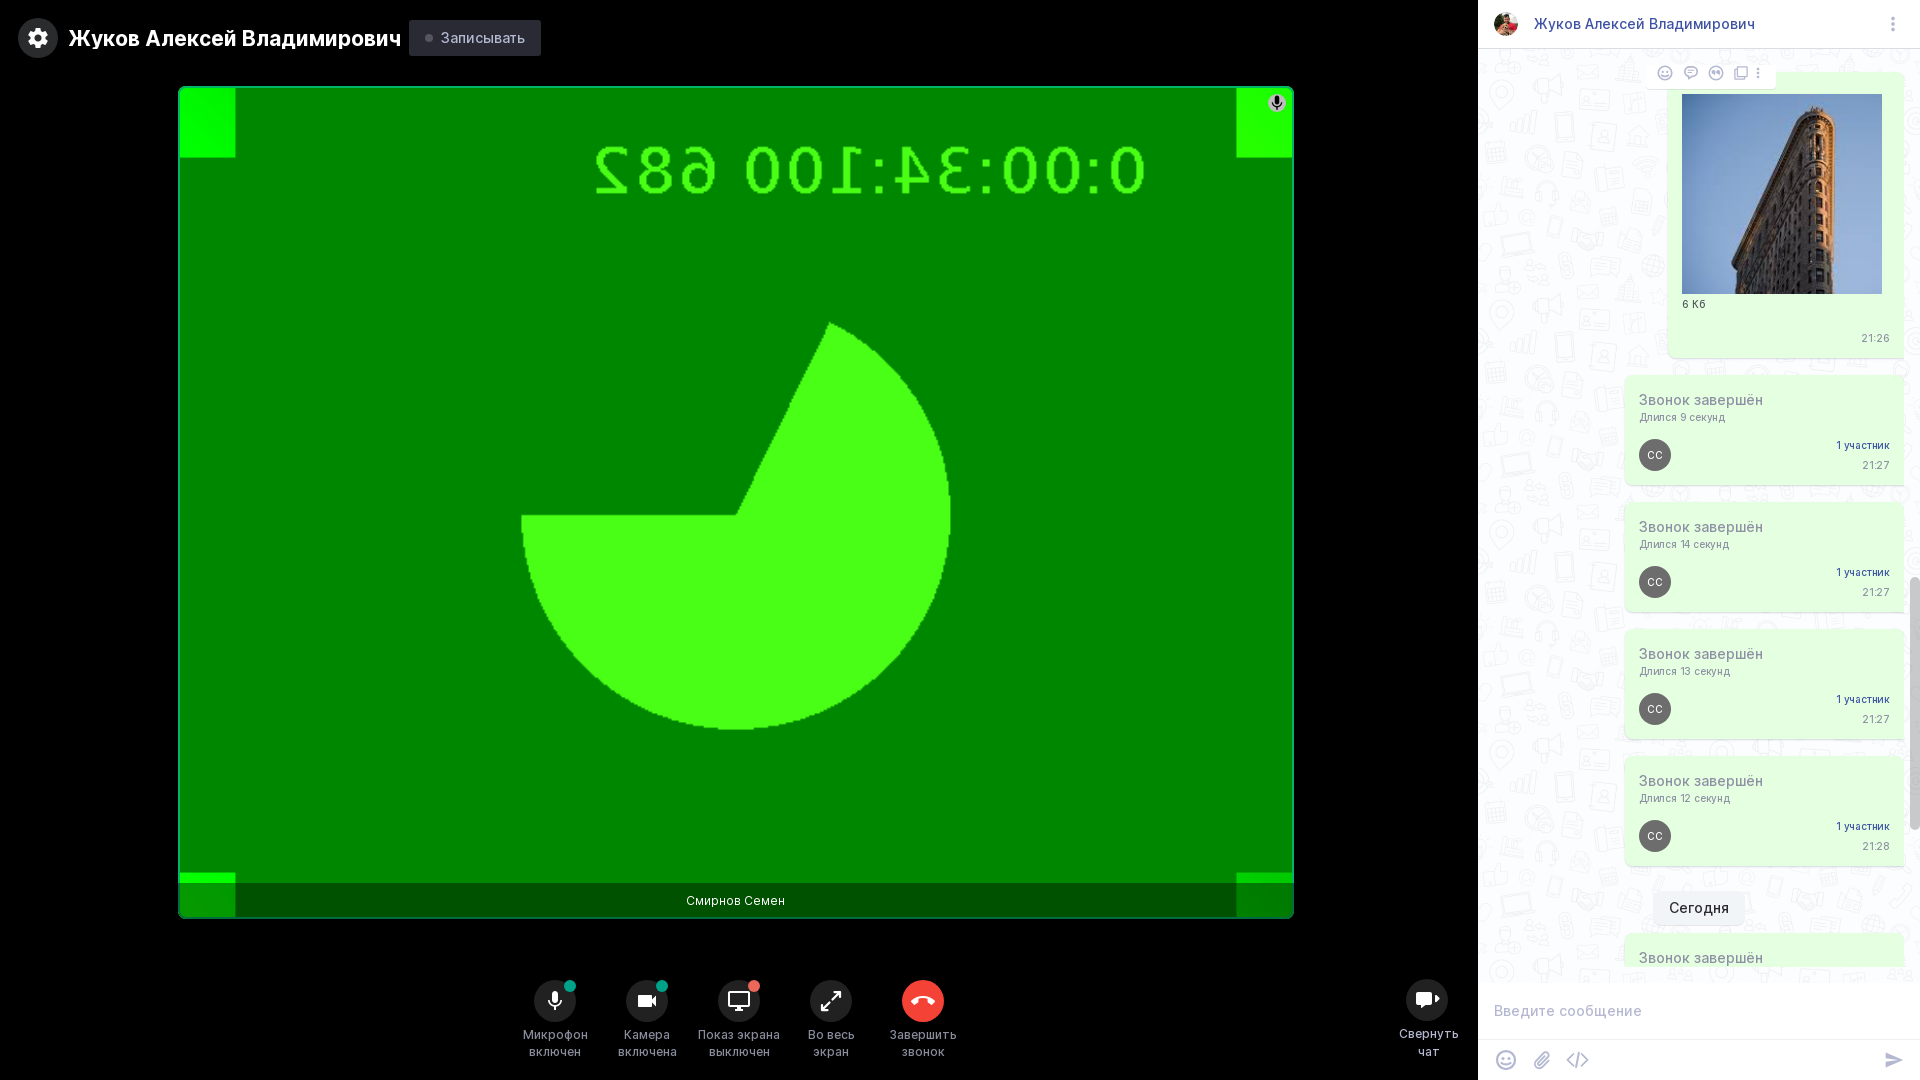 Жуков Алексей Владимирович
Записывать
0:00:34:100 682
Смирнов Семен
Микрофон
включен
Камера
включена
Показ экрана
выключен
Во весь
экран
Завершить
звонок
Свернуть
чат
Жуков Алексей Владимирович
6 Кб
21:26
Звонок завершён
Длился 9 секунд
СС
1 участник
21:27
Звонок завершён
Длился 14 секунд
СС
1 участник
21:27
Звонок завершён
Длился 13 секунд
СС
1 участник
21:27
Звонок завершён
Длился 12 секунд
СС
1 участник
21:28
Сегодня
Звонок завершён
Введите сообщение